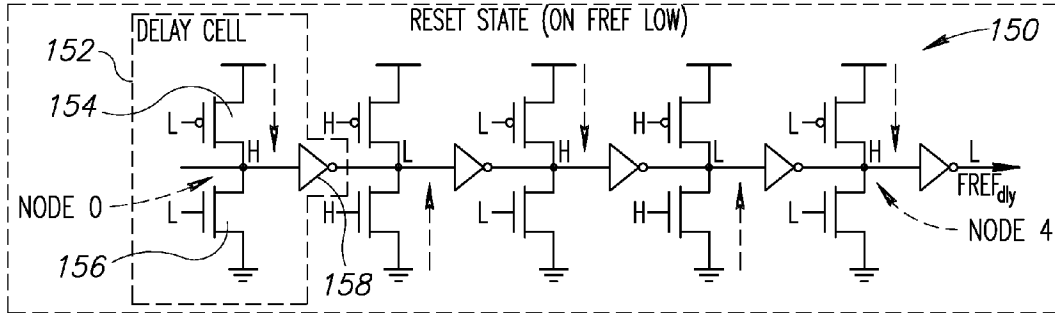 RESET STATE (ON FREF LOW)
DELAY CELL
152
154
150
L H H L L H H L L H L
FREFdly
NODE 0
L H L H L
NODE 4
156
158